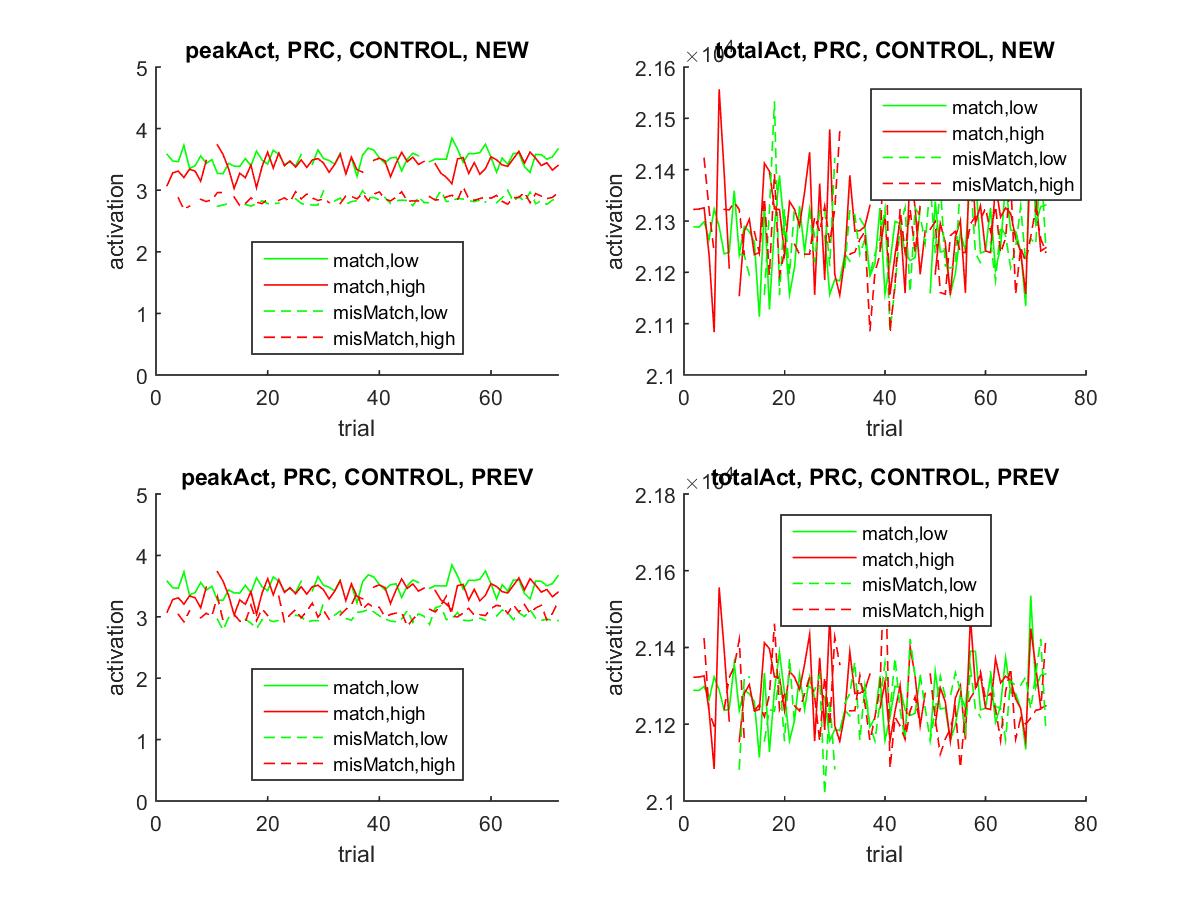 peakAct, PRC, CONTROL, NEW
5
4
3
2
1
0
activation
0 20 40 60
trial
match,low
match,high
misMatch,low
misMatch,high
totalAct, PRC, CONTROL, NEW
×10⁴
2.16
2.15
2.14
2.13
2.12
2.11
2.1
activation
0 20 40 60 80
trial
match,low
match,high
misMatch,low
misMatch,high
peakAct, PRC, CONTROL, PREV
5
4
3
2
1
0
activation
0 20 40 60
trial
match,low
match,high
misMatch,low
misMatch,high
totalAct, PRC, CONTROL, PREV
×10⁴
2.18
2.16
2.14
2.12
2.1
activation
0 20 40 60 80
trial
match,low
match,high
misMatch,low
misMatch,high